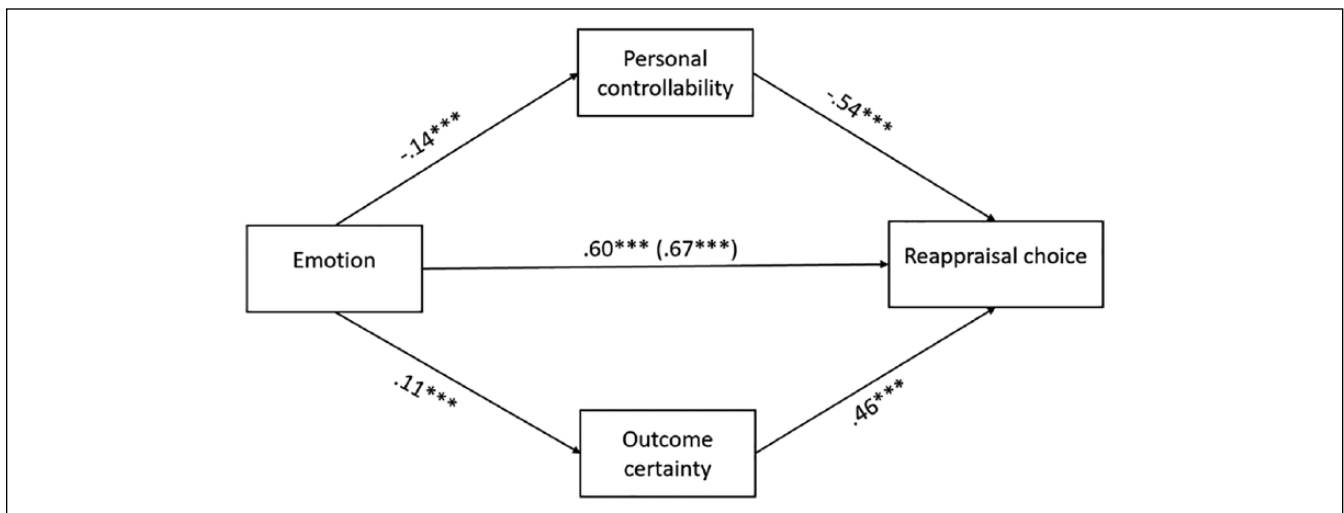 Personal
controllability
-.14***
-.54***
Emotion
.60*** (.67***)
Reappraisal choice
.11***
.46***
Outcome
certainty